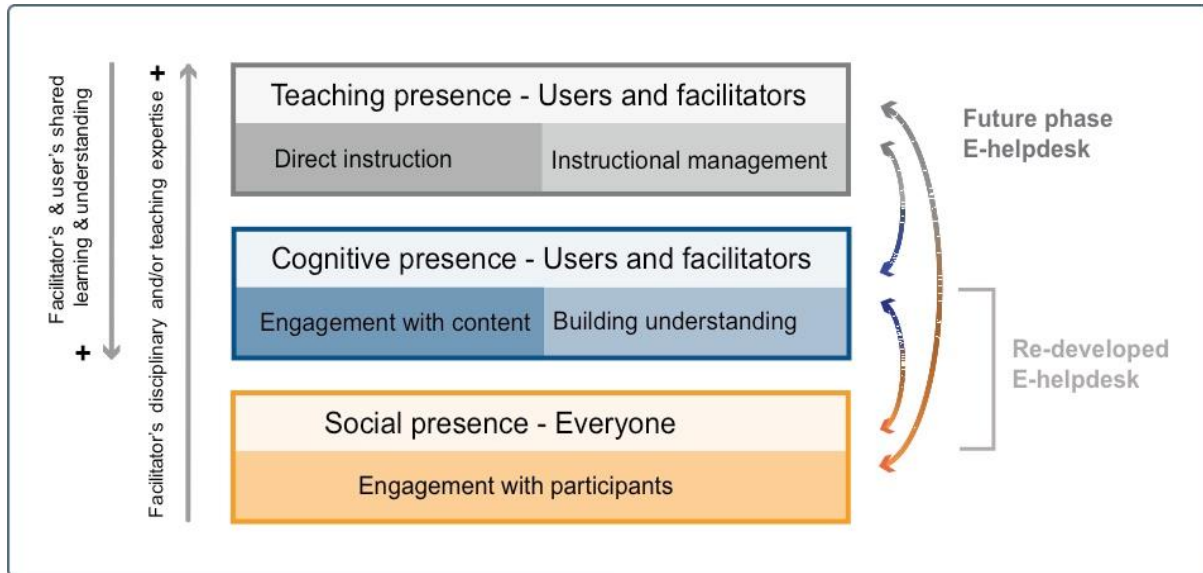 Facilitator's & user's shared
learning & understanding
+
Facilitator's disciplinary and/or teaching expertise +
Teaching presence - Users and facilitators
Direct instruction
Instructional management
Cognitive presence - Users and facilitators
Engagement with content
Building understanding
Social presence - Everyone
Engagement with participants
Future phase
E-helpdesk
Re-developed
E-helpdesk